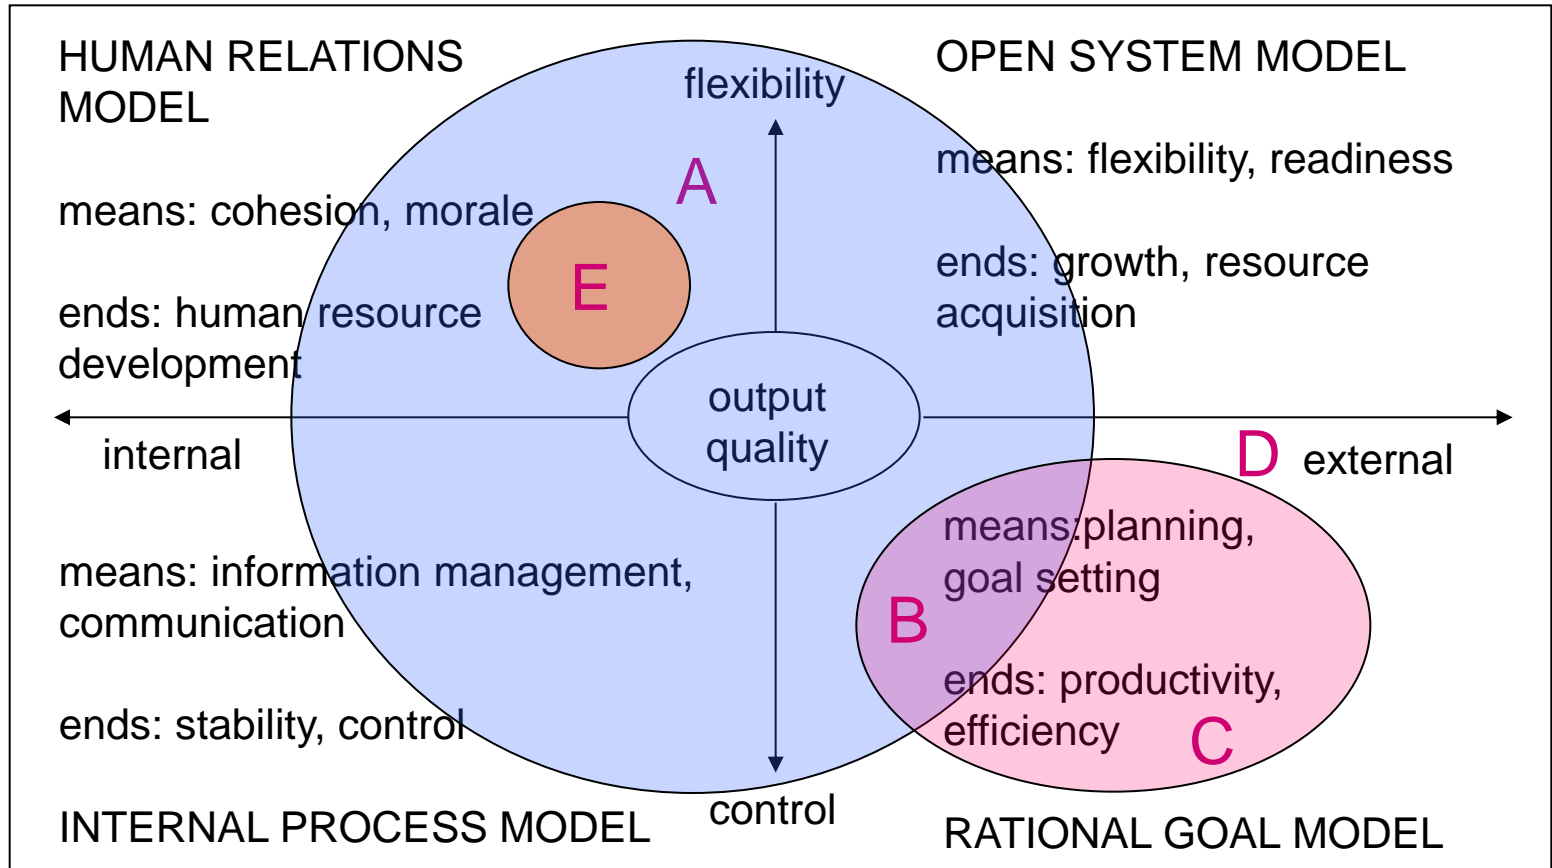 HUMAN RELATIONS
MODEL
means: cohesion, morale
ends: human resource
development
flexibility
A
E
OPEN SYSTEM MODEL
means: flexibility, readiness
ends: growth, resource
acquisition
output
quality
internal
D
external
means: information management,
communication
ends: stability, control
INTERNAL PROCESS MODEL
control
means:planning,
goal setting
B
ends: productivity,
efficiency
C
RATIONAL GOAL MODEL